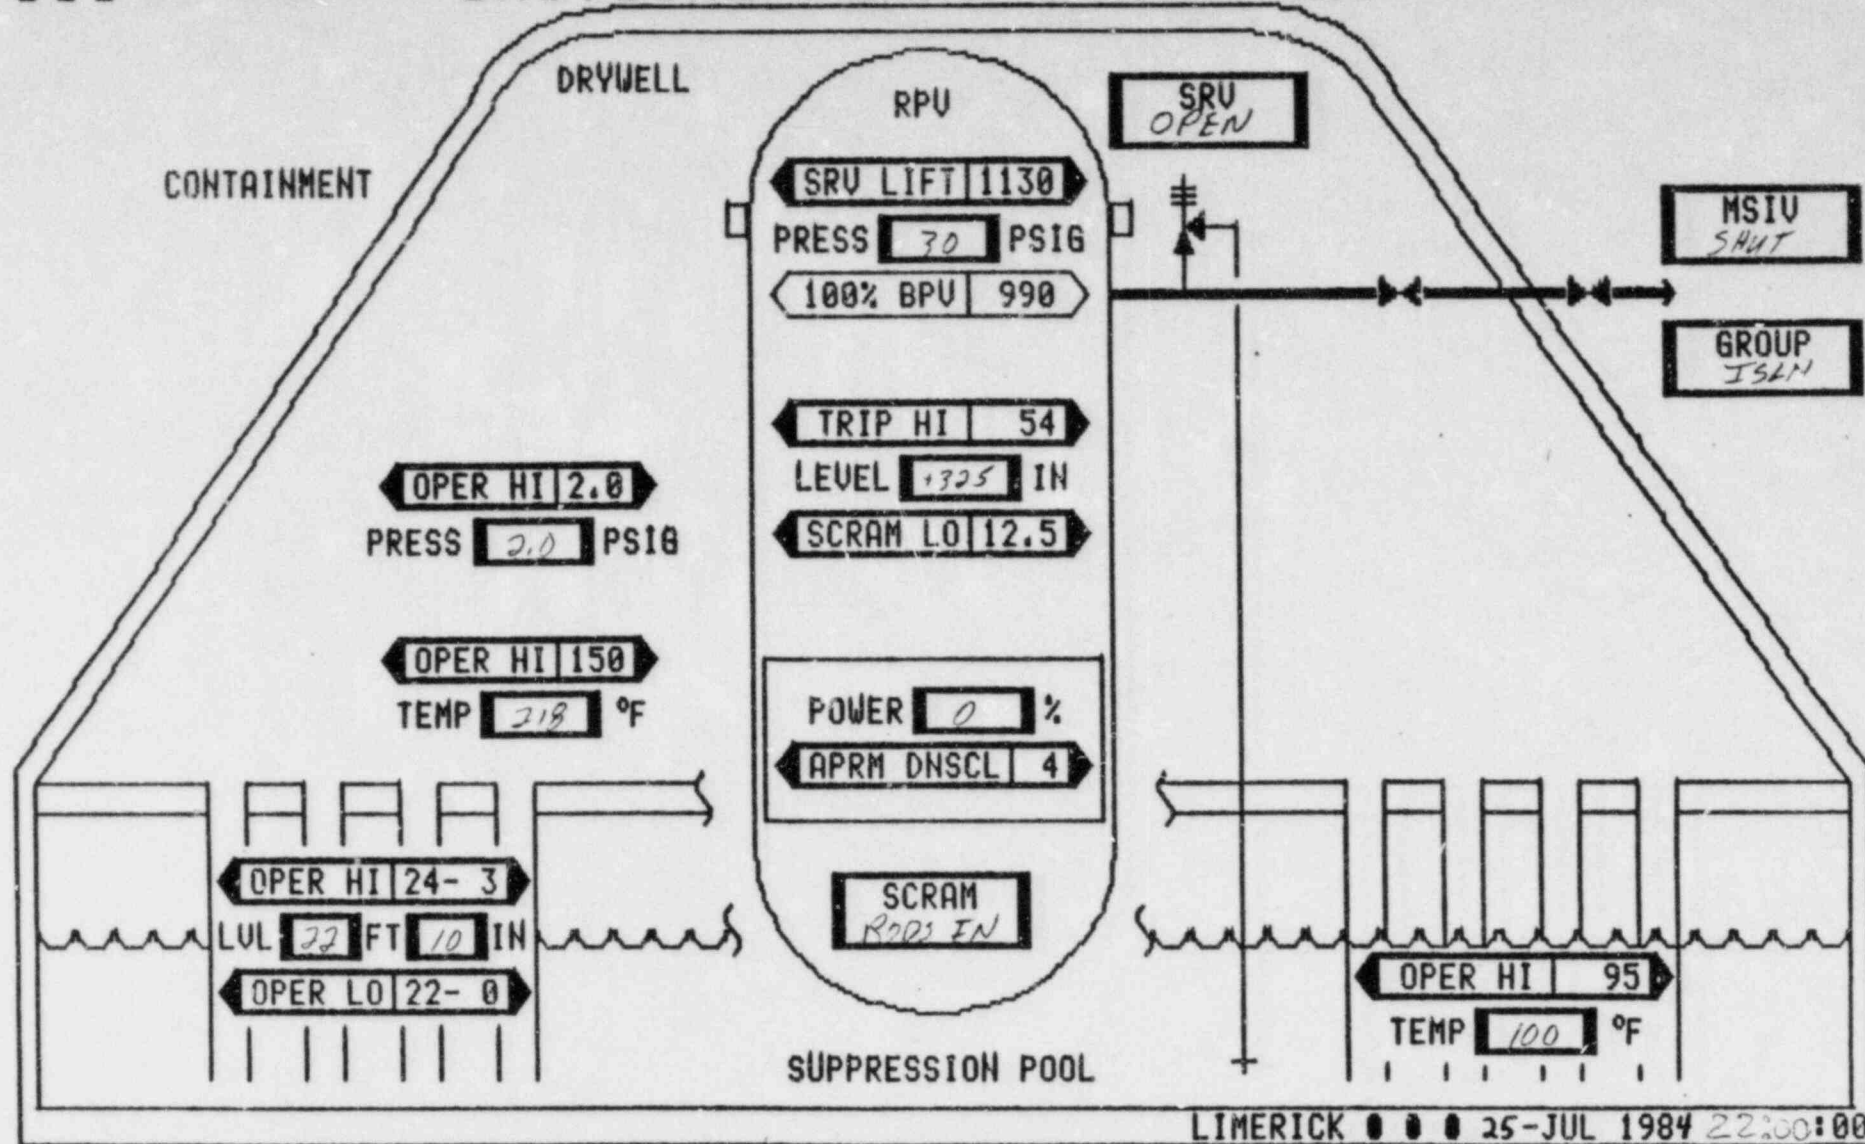 DRYWELL
RPV
SRV
OPEN
CONTAINMENT
SRV LIFT 1130
PRESS 30 PSIG
100% BPV 990
MSIV
SHUT
GROUP
ISLN
TRIP HI 54
LEVEL +325 IN
SCRAM LO 12.5
OPER HI 2.0
PRESS 2.0 PSIG
OPER HI 150
TEMP 218 °F
POWER 0 %
APRM DNSCL 4
SCRAM
RODS IN
OPER HI 24- 3
LVL 22 FT 10 IN
OPER LO 22- 0
OPER HI 95
TEMP 100 °F
SUPPRESSION POOL
LIMERICK 25-JUL 1984 22:00:00